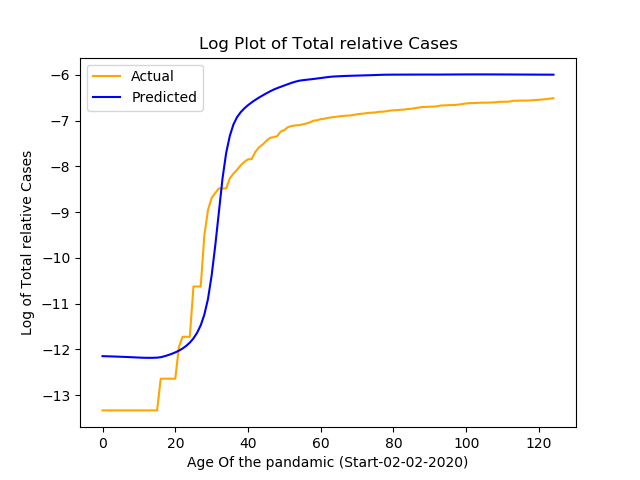 Log Plot of Total relative Cases
Actual
Predicted
Log of Total relative Cases
−6
−7
−8
−9
−10
−11
−12
−13
0 20 40 60 80 100 120
Age Of the pandamic (Start-02-02-2020)